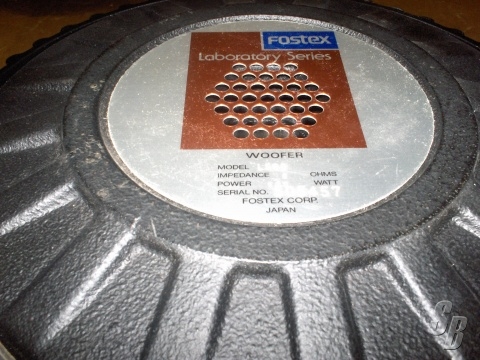 FOSTEX
Laboratory Series
WOOFER
MODEL
IMPEDANCE OHMS
POWER WATT
SERIAL NO.
FOSTEX CORP.
JAPAN